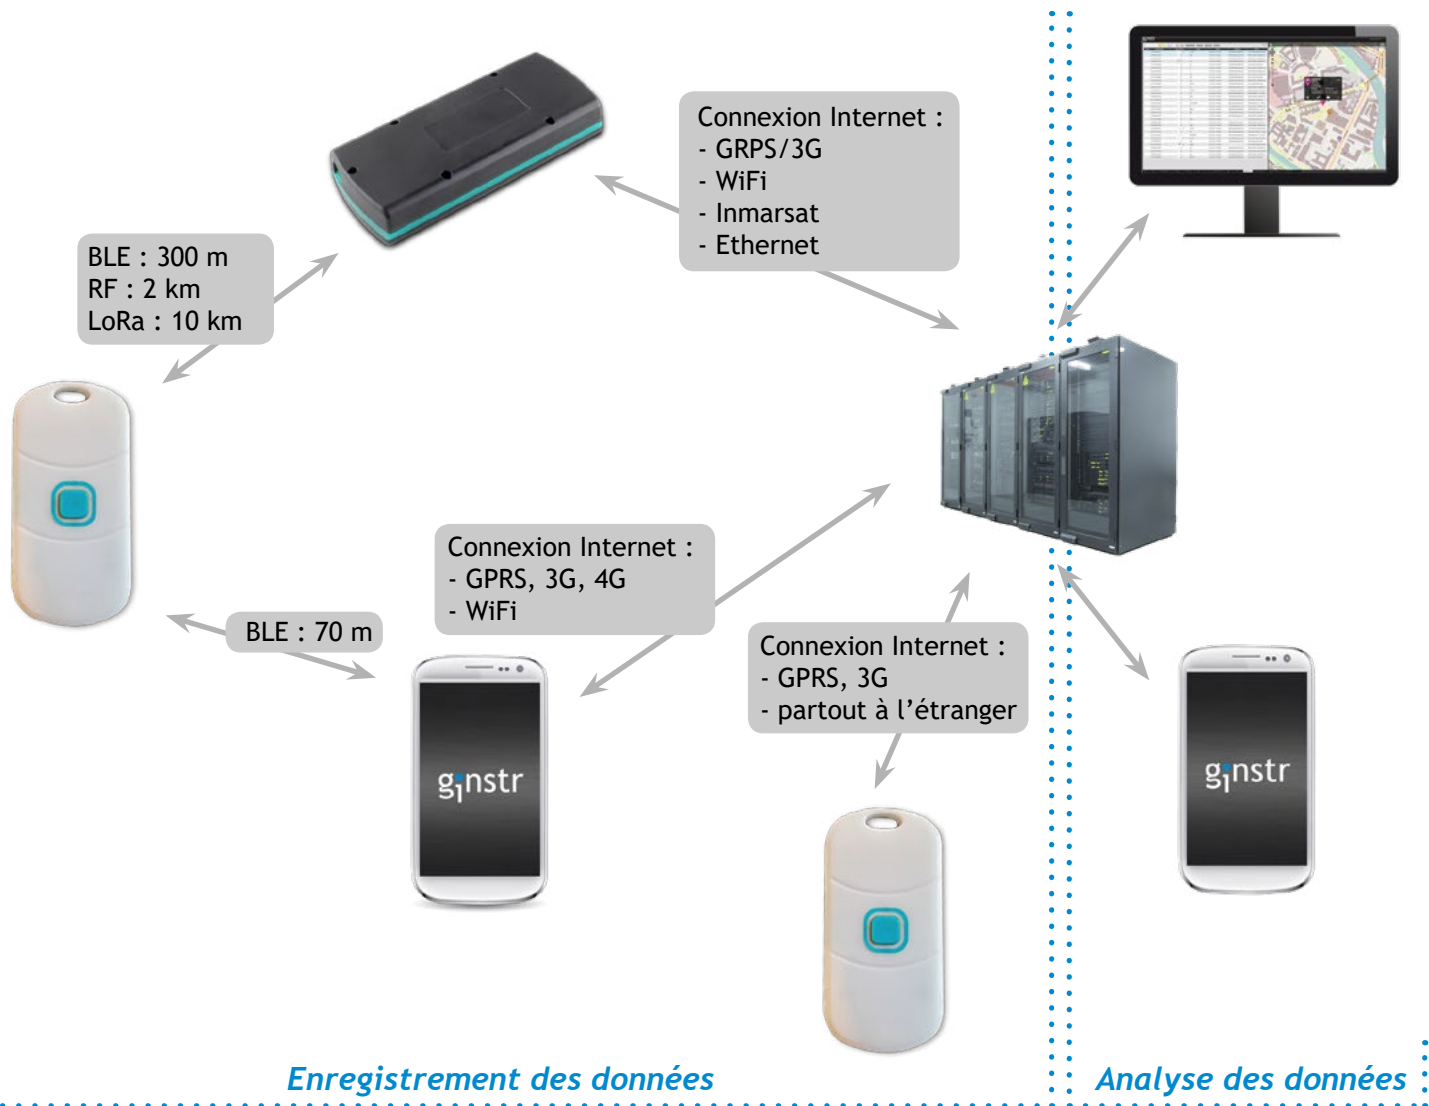 Connexion Internet :
- GRPS/3G
- WiFi
- Inmarsat
- Ethernet
BLE : 300 m
RF : 2 km
LoRa : 10 km
Connexion Internet :
- GPRS, 3G, 4G
- WiFi
BLE : 70 m
Connexion Internet :
- GPRS, 3G
- partout à l’étranger
ginstr
ginstr
Enregistrement des données
Analyse des données